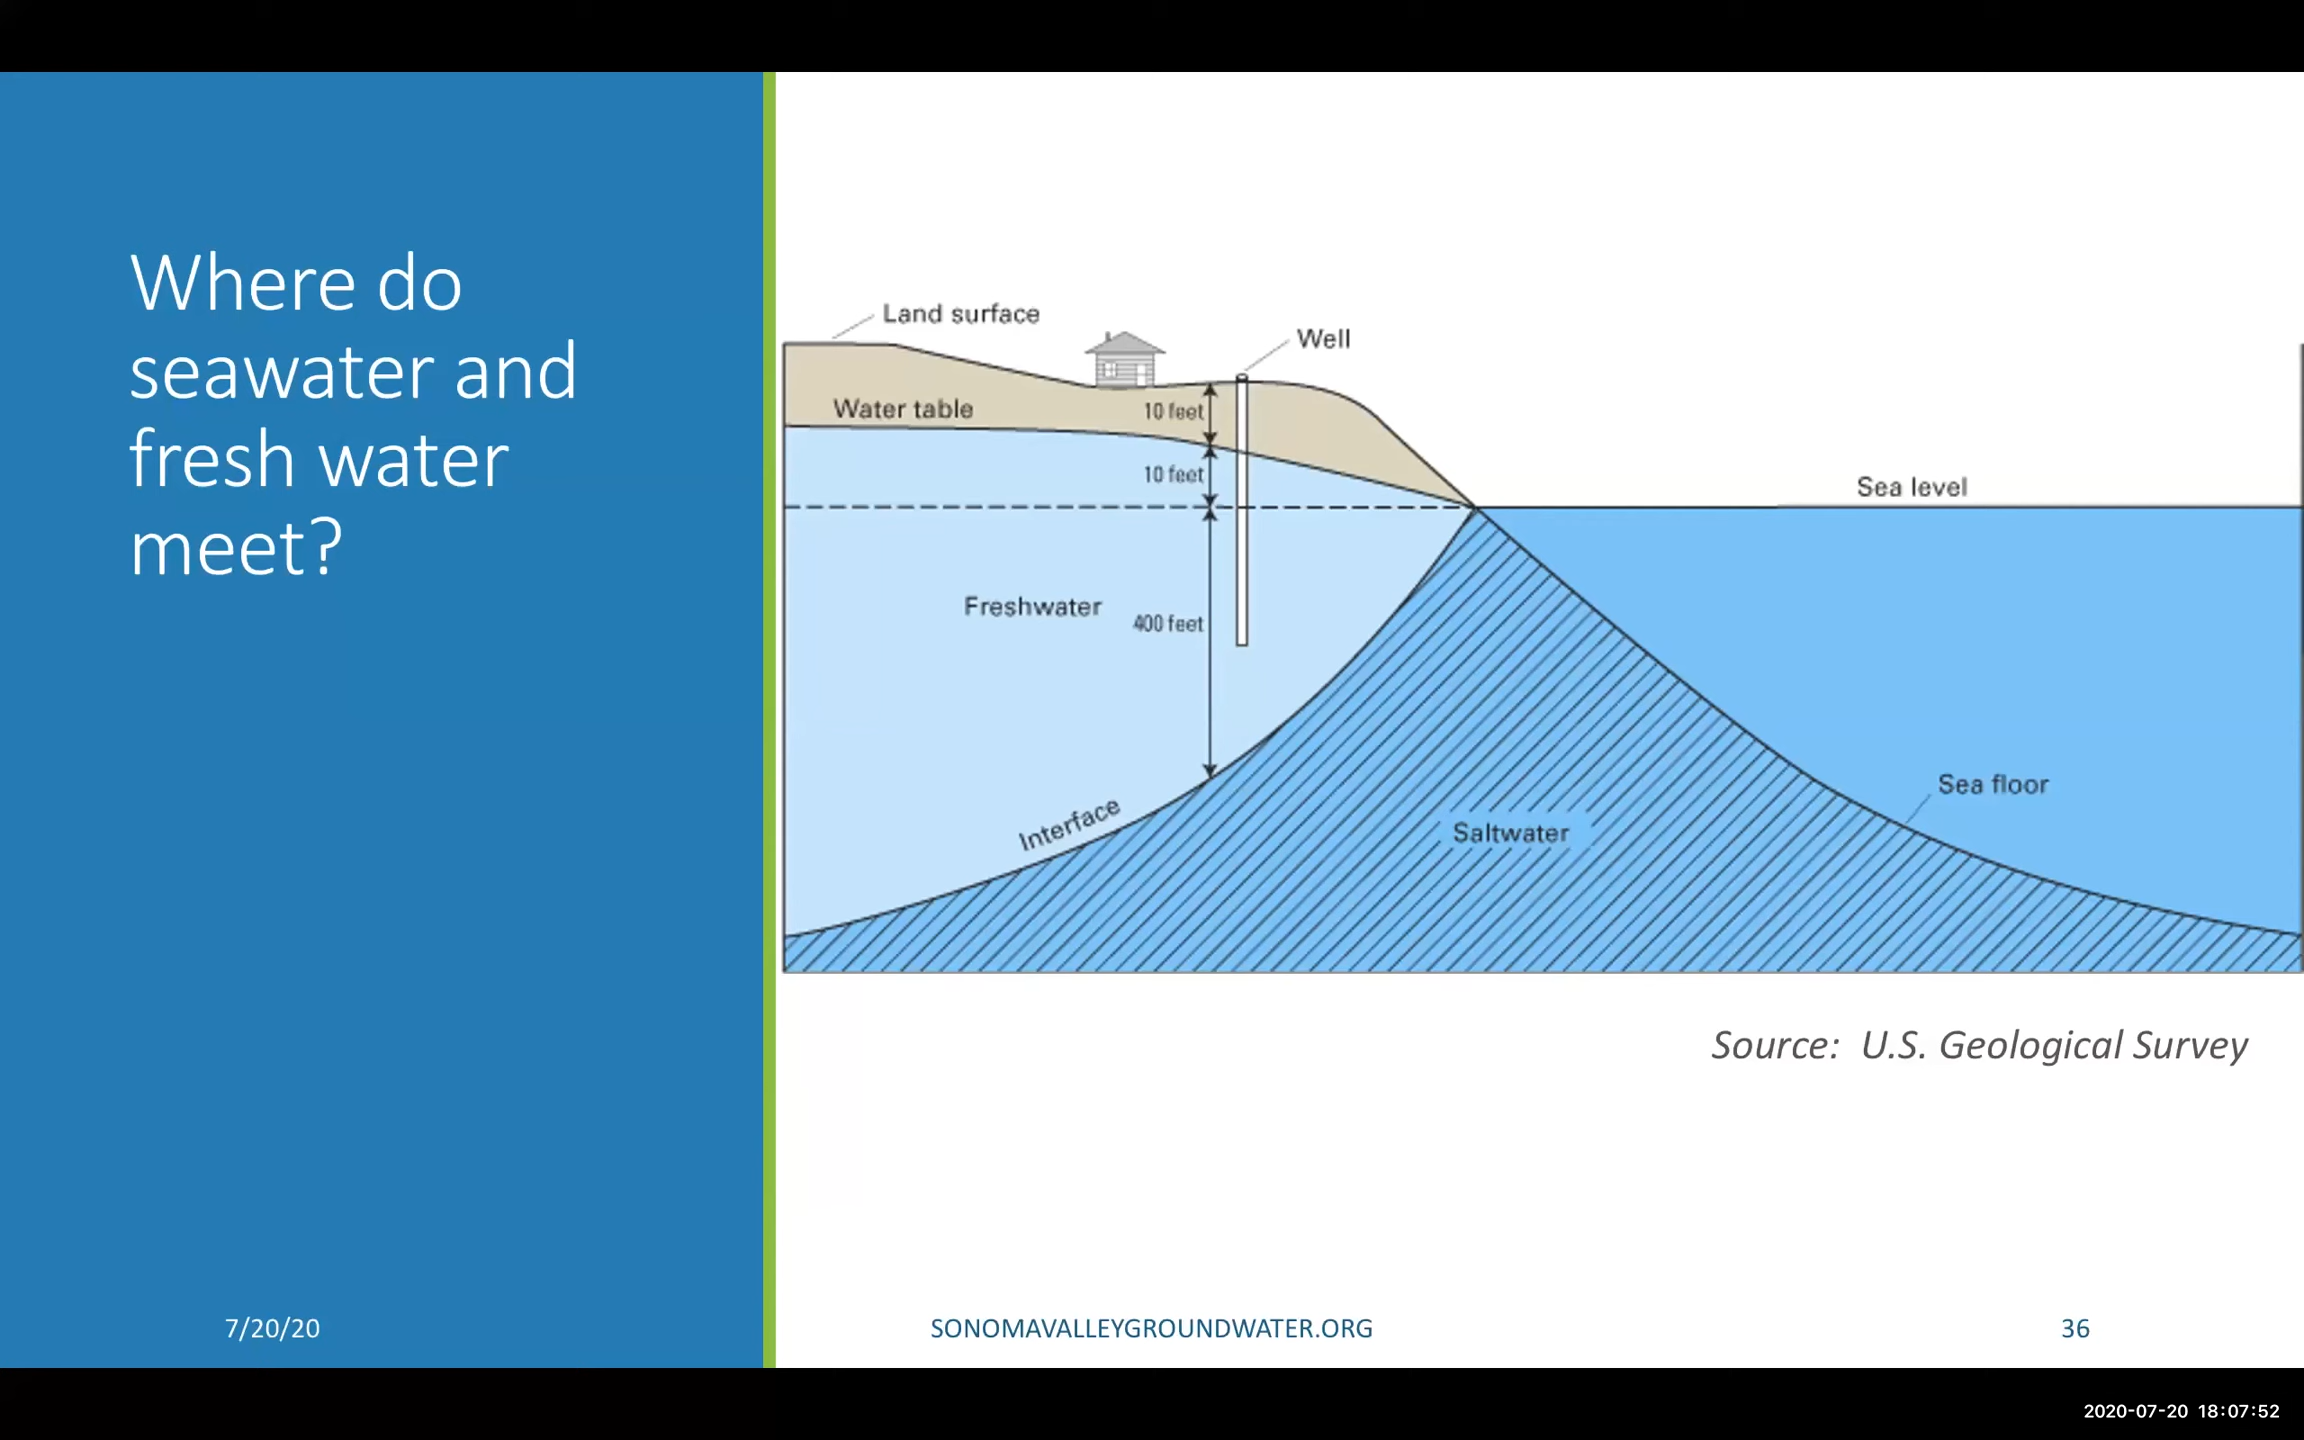 Where do
seawater and
fresh water
meet?
Land surface
Well
Water table
10 feet
10 feet
Sea level
Freshwater
400 feet
Interface
Sea floor
Saltwater
Source:  U.S. Geological Survey
7/20/20
SONOMAVALLEYGROUNDWATER.ORG
36
2020-07-20 18:07:52